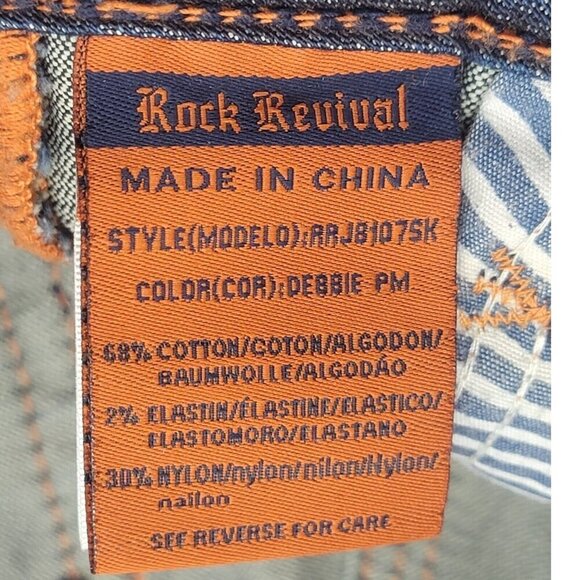 Rock Revival
MADE IN CHINA
STYLE(MODELO):RRJ8107SK
COLOR(COR):DEBBIE PM
68% COTTON/COTON/ALGODON/
BAUMWOLLE/ALGODÁO
2% ELASTIN/ÉLASTINE/ELASTICO/
ELASTOMORO/ELASTANO
30% NYLON/nylon/nilon/Nylon/
nailon
SEE REVERSE FOR CARE